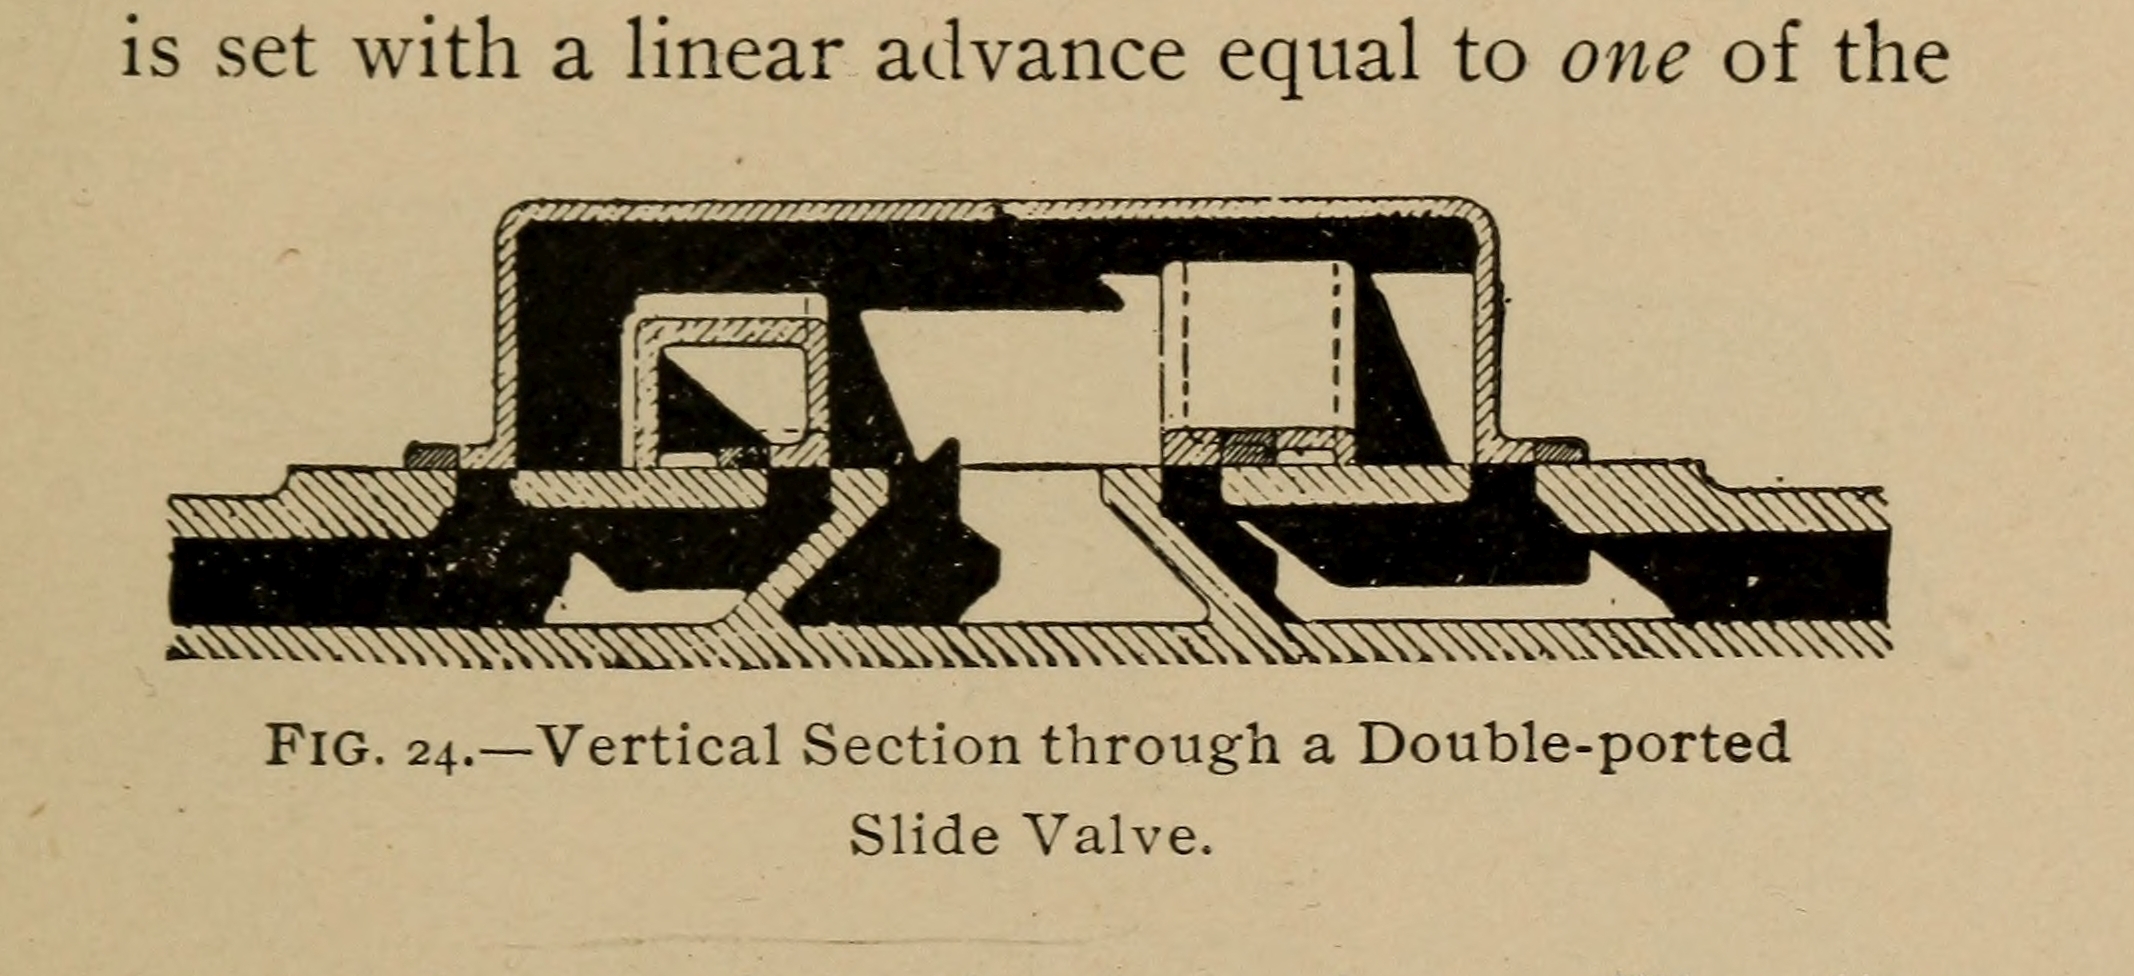 is set with a linear advance equal to one of the
FIG. 24.—Vertical Section through a Double-ported
Slide Valve.